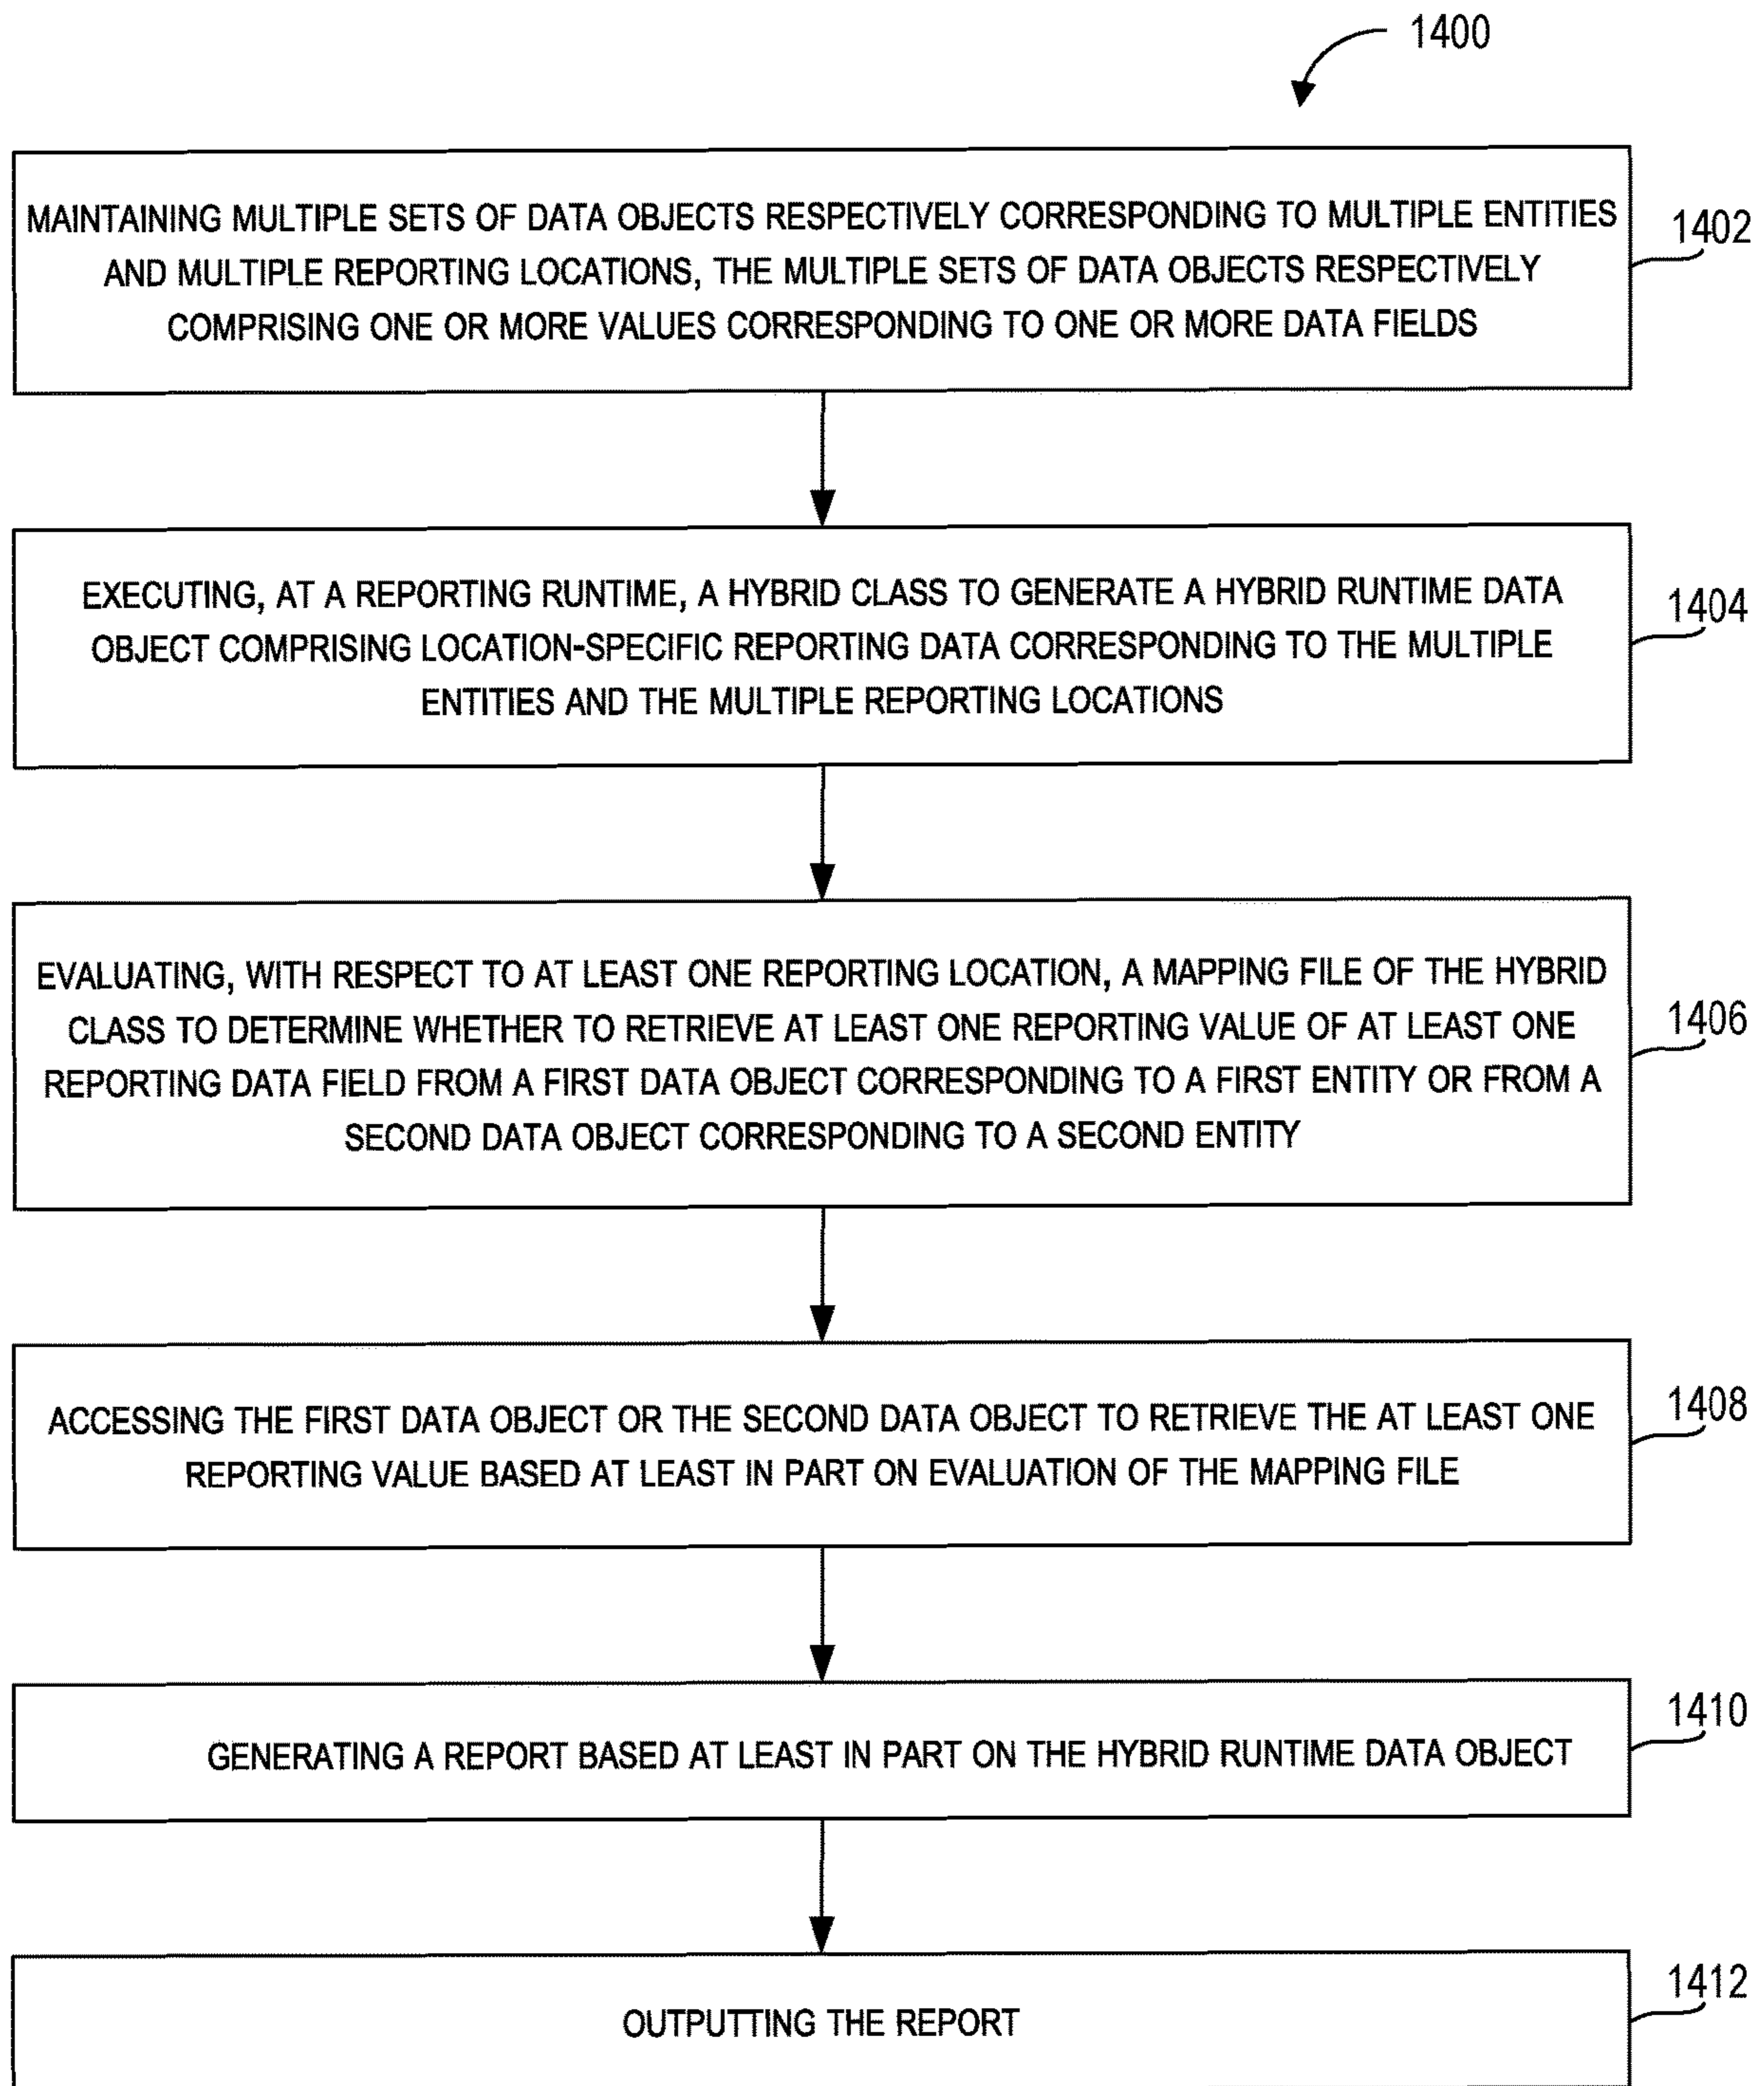 1400
MAINTAINING MULTIPLE SETS OF DATA OBJECTS RESPECTIVELY CORRESPONDING TO MULTIPLE ENTITIES
AND MULTIPLE REPORTING LOCATIONS, THE MULTIPLE SETS OF DATA OBJECTS RESPECTIVELY
COMPRISING ONE OR MORE VALUES CORRESPONDING TO ONE OR MORE DATA FIELDS
1402
EXECUTING, AT A REPORTING RUNTIME, A HYBRID CLASS TO GENERATE A HYBRID RUNTIME DATA
OBJECT COMPRISING LOCATION-SPECIFIC REPORTING DATA CORRESPONDING TO THE MULTIPLE
ENTITIES AND THE MULTIPLE REPORTING LOCATIONS
1404
EVALUATING, WITH RESPECT TO AT LEAST ONE REPORTING LOCATION, A MAPPING FILE OF THE HYBRID
CLASS TO DETERMINE WHETHER TO RETRIEVE AT LEAST ONE REPORTING VALUE OF AT LEAST ONE
REPORTING DATA FIELD FROM A FIRST DATA OBJECT CORRESPONDING TO A FIRST ENTITY OR FROM A
SECOND DATA OBJECT CORRESPONDING TO A SECOND ENTITY
1406
ACCESSING THE FIRST DATA OBJECT OR THE SECOND DATA OBJECT TO RETRIEVE THE AT LEAST ONE
REPORTING VALUE BASED AT LEAST IN PART ON EVALUATION OF THE MAPPING FILE
1408
GENERATING A REPORT BASED AT LEAST IN PART ON THE HYBRID RUNTIME DATA OBJECT
1410
OUTPUTTING THE REPORT
1412